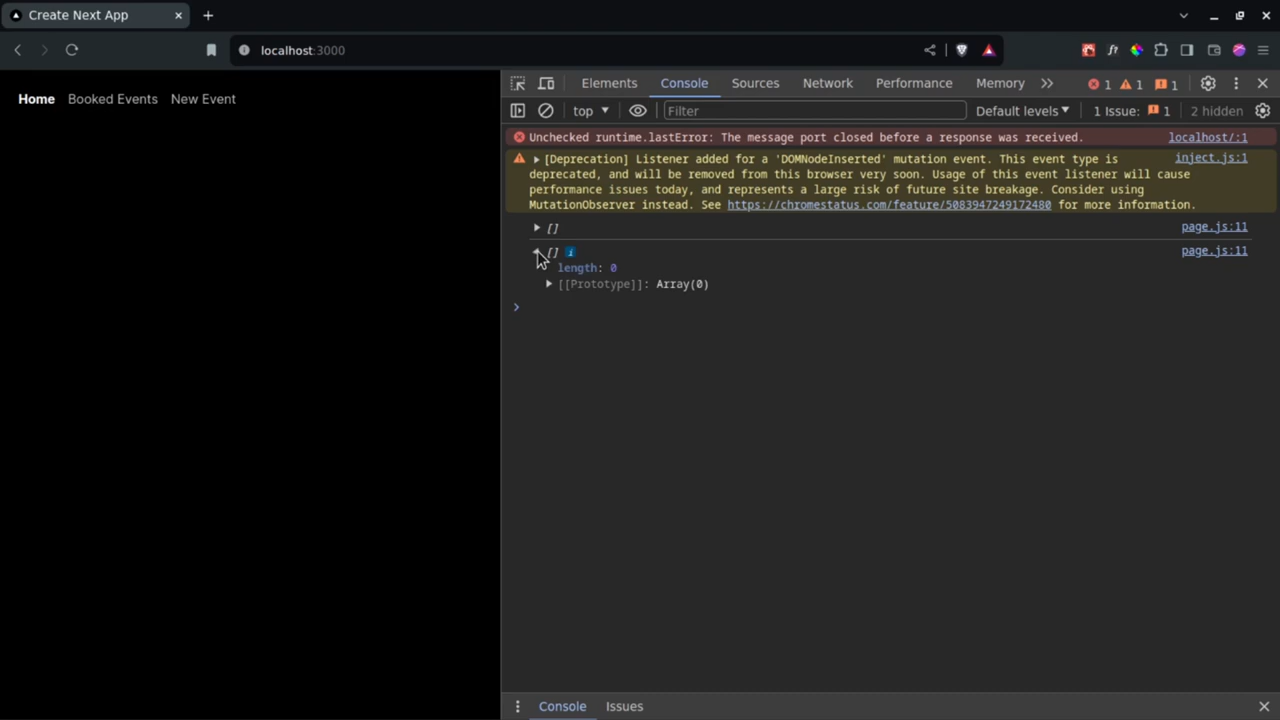 Create Next App
localhost:3000
Home Booked Events New Event
Elements Console Sources Network Performance Memory 1 1 1
top Filter Default levels 1 Issue: 1 2 hidden
Unchecked runtime.lastError: The message port closed before a response was received. localhost/:1
[Deprecation] Listener added for a 'DOMNodeInserted' mutation event. This event type is inject.js:1
deprecated, and will be removed from this browser very soon. Usage of this event listener will cause
performance issues today, and represents a large risk of future site breakage. Consider using
MutationObserver instead. See https://chromestatus.com/feature/5083947249172480 for more information.
[] page.js:11
[] i page.js:11
length: 0
[[Prototype]]: Array(0)
Console Issues